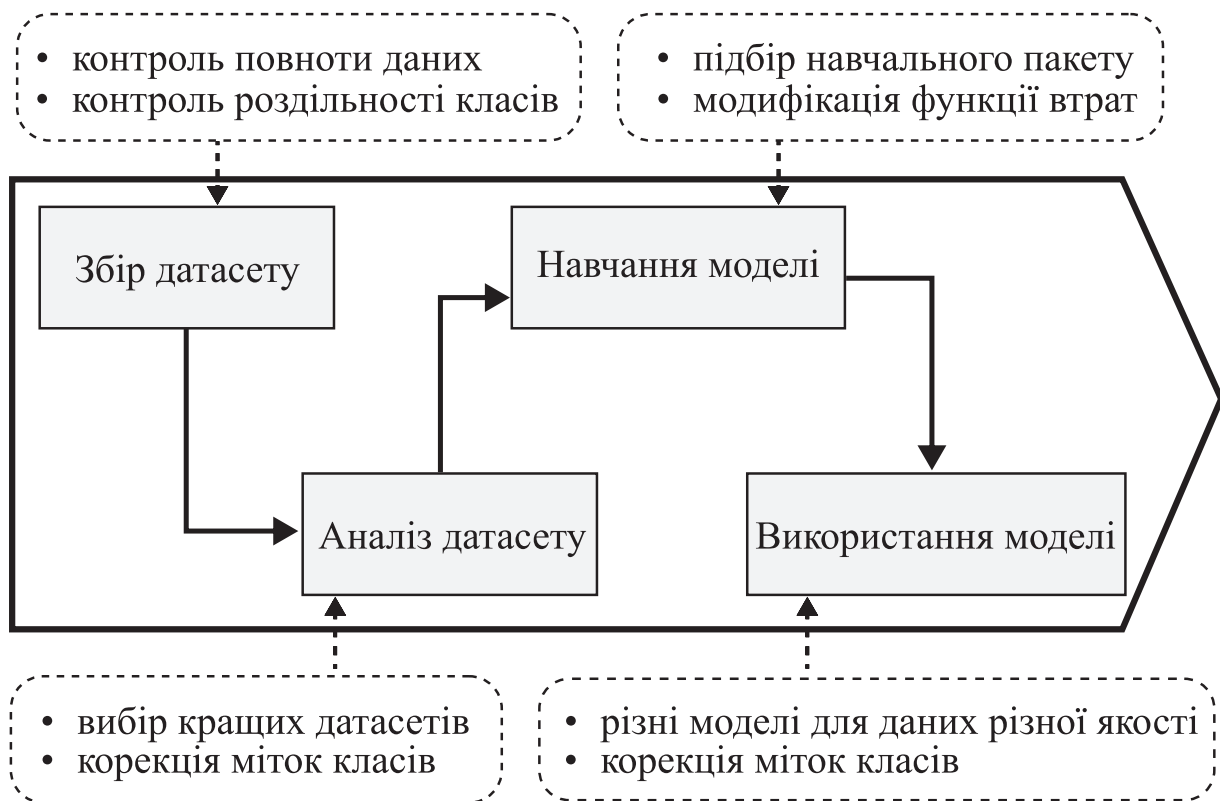 • контроль повноти даних
• контроль роздільності класів
• підбір навчального пакету
• модифікація функції втрат
Збір датасету
Навчання моделі
Аналіз датасету
Використання моделі
• вибір кращих датасетів
• корекція міток класів
• різні моделі для даних різної якості
• корекція міток класів